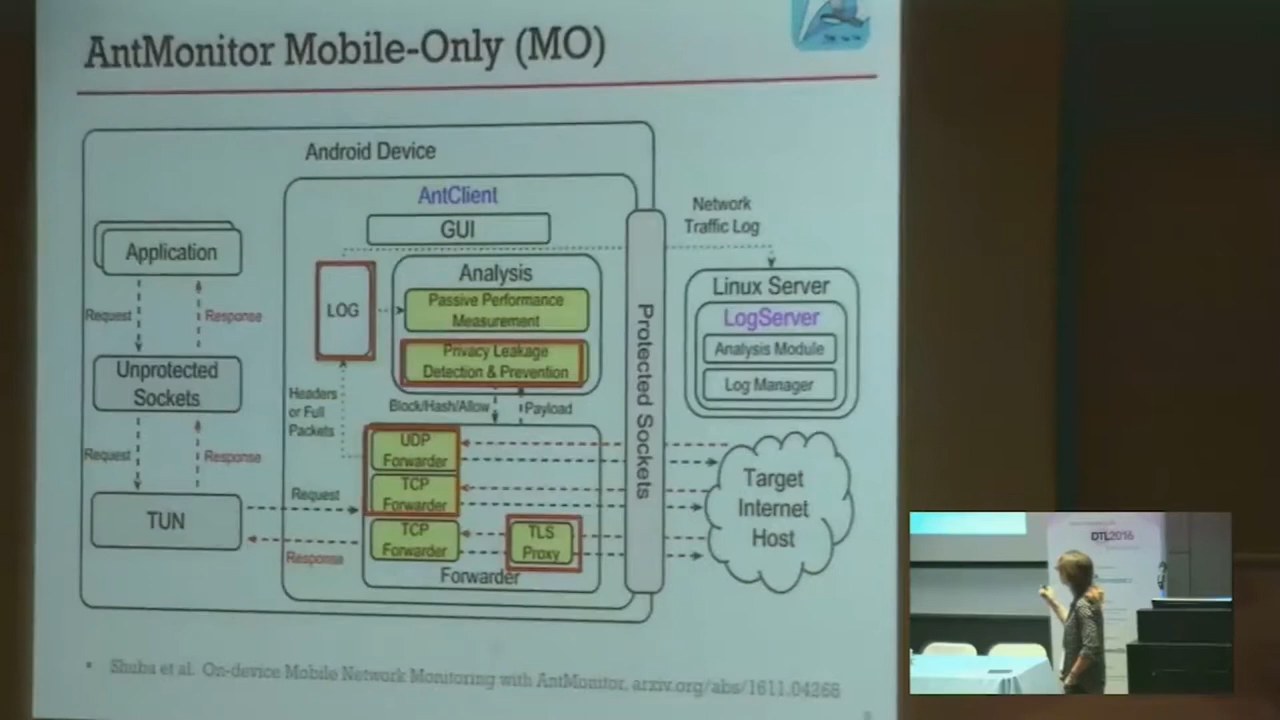 AntMonitor Mobile-Only (MO)
Android Device
AntClient
GUI
Application
LOG
Analysis
Passive Performance
Measurement
Privacy Leakage
Detection & Prevention
Request
Response
Unprotected
Sockets
Headers
or Full
Packets
Block/Hash/Allow
Payload
Request
Response
TUN
Request
Response
UDP
Forwarder
TCP
Forwarder
TCP
Forwarder
TLS
Proxy
Forwarder
Protected Sockets
Network
Traffic Log
Linux Server
LogServer
Analysis Module
Log Manager
Target
Internet
Host
• Shuba et al. On-device Mobile Network Monitoring with AntMonitor, arxiv.org/abs/1611.04268
DTL2016